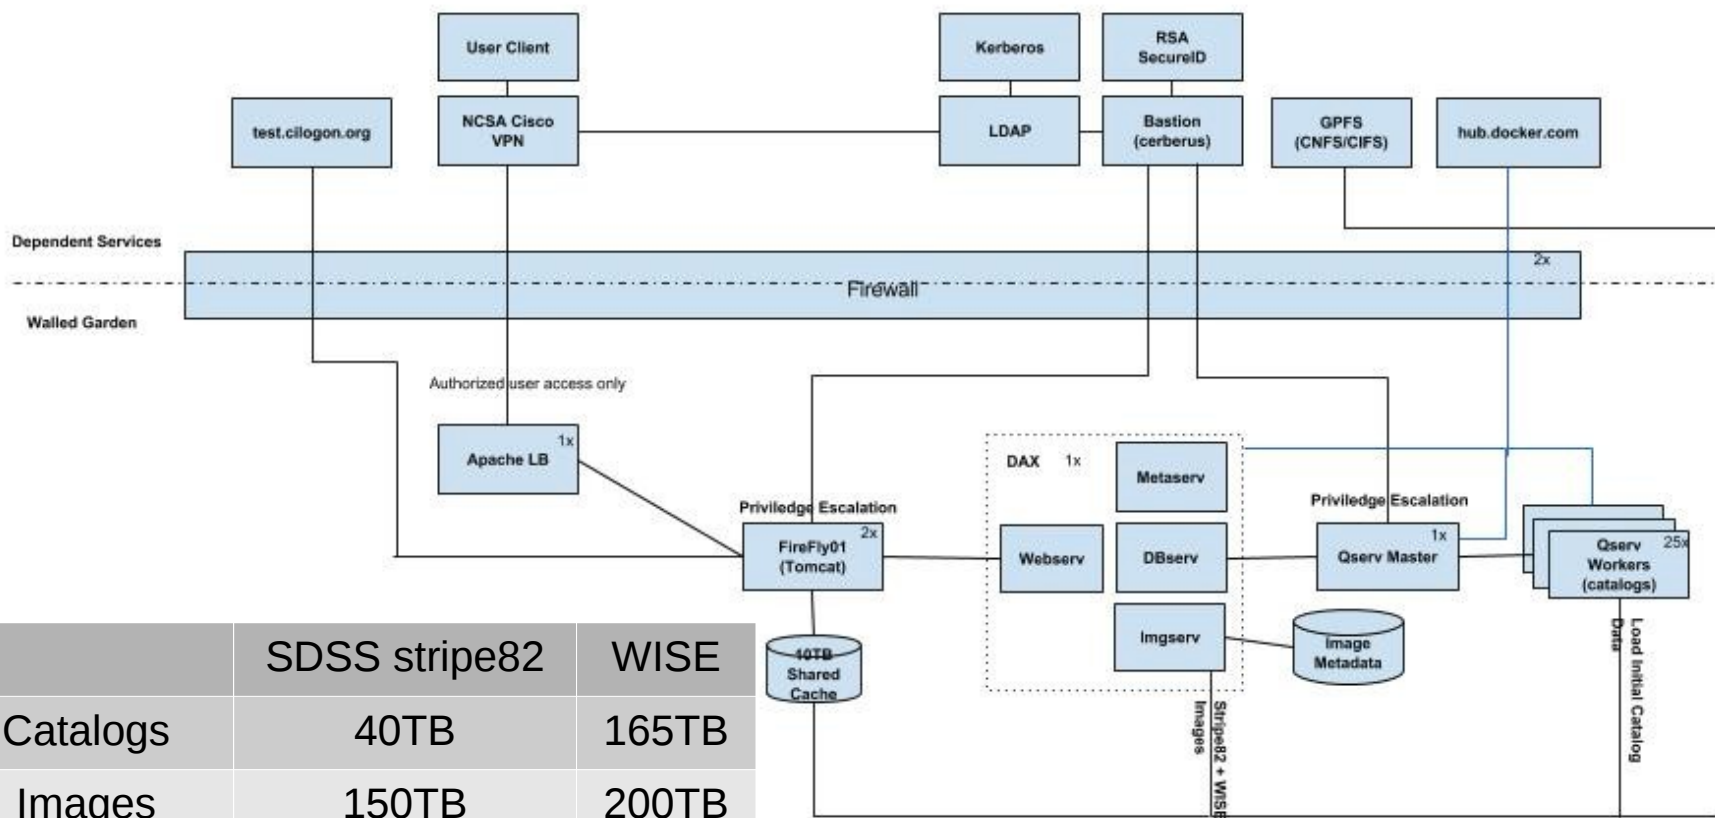 User Client
Kerberos
RSA
SecureID
test.cilogon.org
NCSA Cisco
VPN
LDAP
Bastion
(cerberus)
GPFS
(CNFS/CIFS)
hub.docker.com
Dependent Services
2x
Firewall
Walled Garden
Authorized user access only
1x
Apache LB
DAX 1x
Metaserv
Priviledge Escalation
2x
FireFly01
(Tomcat)
Webserv
DBserv
Priviledge Escalation
1x
Qserv Master
25x
Qserv
Workers
(catalogs)
Imgserv
Image
Metadata
40TB
Shared
Cache
Load Initial Catalog
Data
Stripe82 + WISE
Images
SDSS stripe82 WISE
Catalogs 40TB 165TB
Images 150TB 200TB